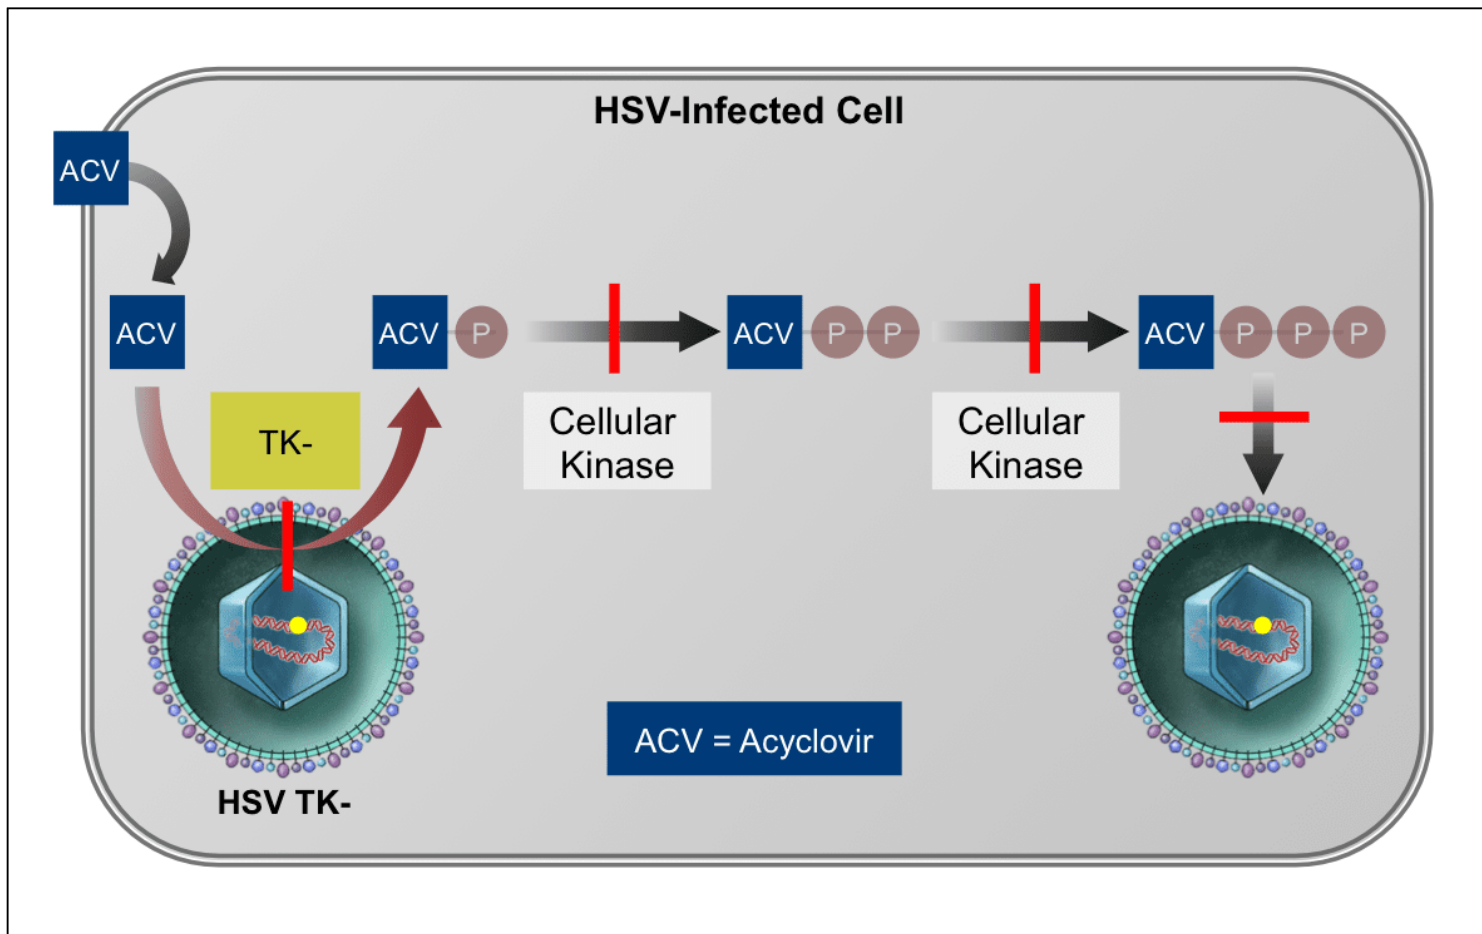 HSV-Infected Cell
ACV
ACV
ACV P
ACV P P
ACV P P P
TK-
Cellular
Kinase
Cellular
Kinase
ACV = Acyclovir
HSV TK-